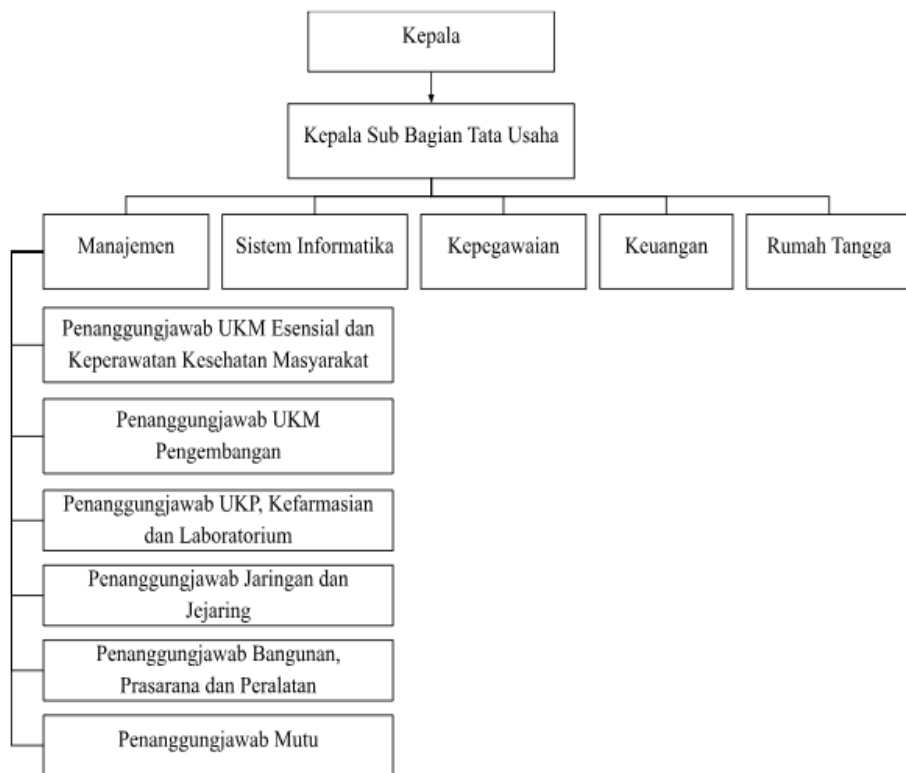 Kepala
Kepala Sub Bagian Tata Usaha
Manajemen
Sistem Informatika
Kepegawaian
Keuangan
Rumah Tangga
Penanggungjawab UKM Esensial dan
Keperawatan Kesehatan Masyarakat
Penanggungjawab UKM
Pengembangan
Penanggungjawab UKP, Kefarmasian
dan Laboratorium
Penanggungjawab Jaringan dan
Jejaring
Penanggungjawab Bangunan,
Prasarana dan Peralatan
Penanggungjawab Mutu